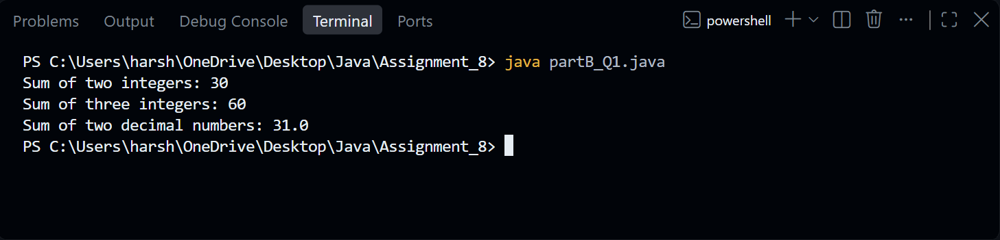 Problems Output Debug Console Terminal Ports powershell
PS C:\Users\harsh\OneDrive\Desktop\Java\Assignment_8> java partB_Q1.java
Sum of two integers: 30
Sum of three integers: 60
Sum of two decimal numbers: 31.0
PS C:\Users\harsh\OneDrive\Desktop\Java\Assignment_8>